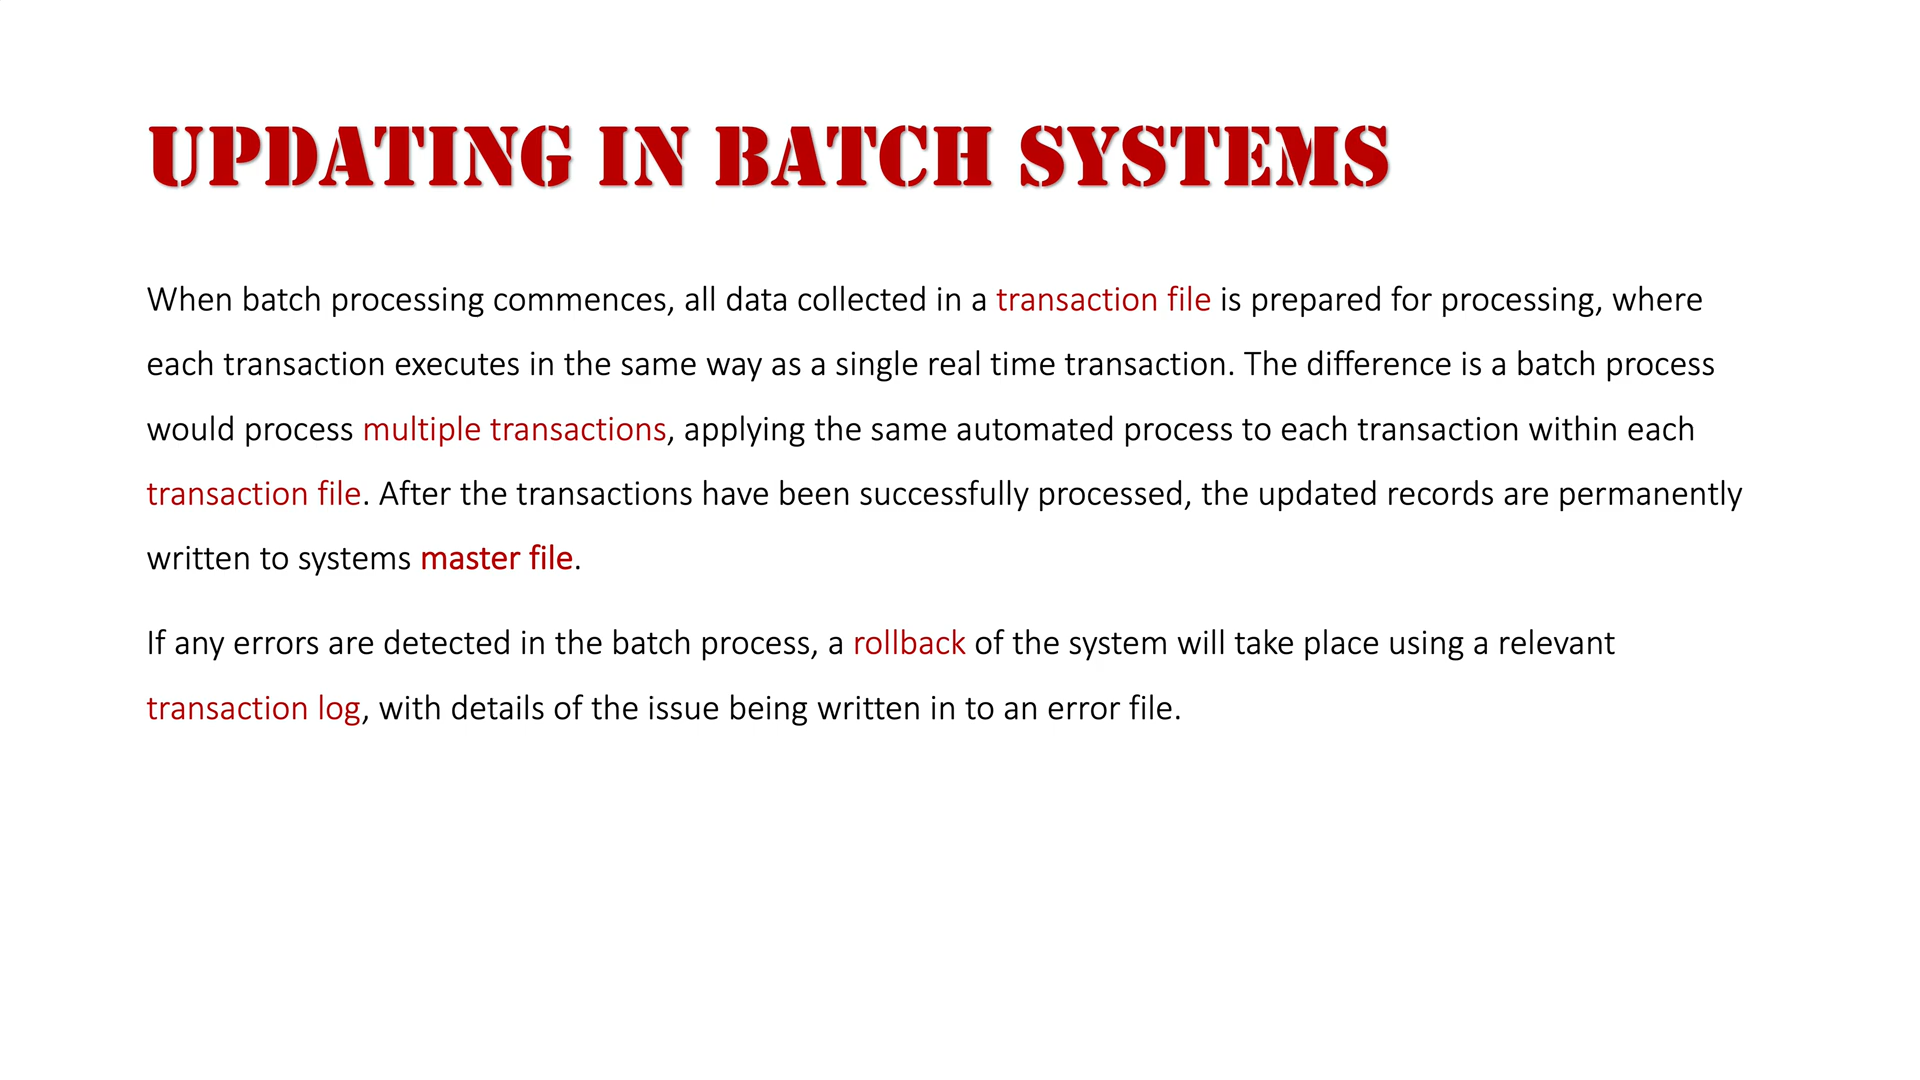 UPDATING IN BATCH SYSTEMS
When batch processing commences, all data collected in a transaction file is prepared for processing, where
each transaction executes in the same way as a single real time transaction. The difference is a batch process
would process multiple transactions, applying the same automated process to each transaction within each
transaction file. After the transactions have been successfully processed, the updated records are permanently
written to systems master file.
If any errors are detected in the batch process, a rollback of the system will take place using a relevant
transaction log, with details of the issue being written in to an error file.